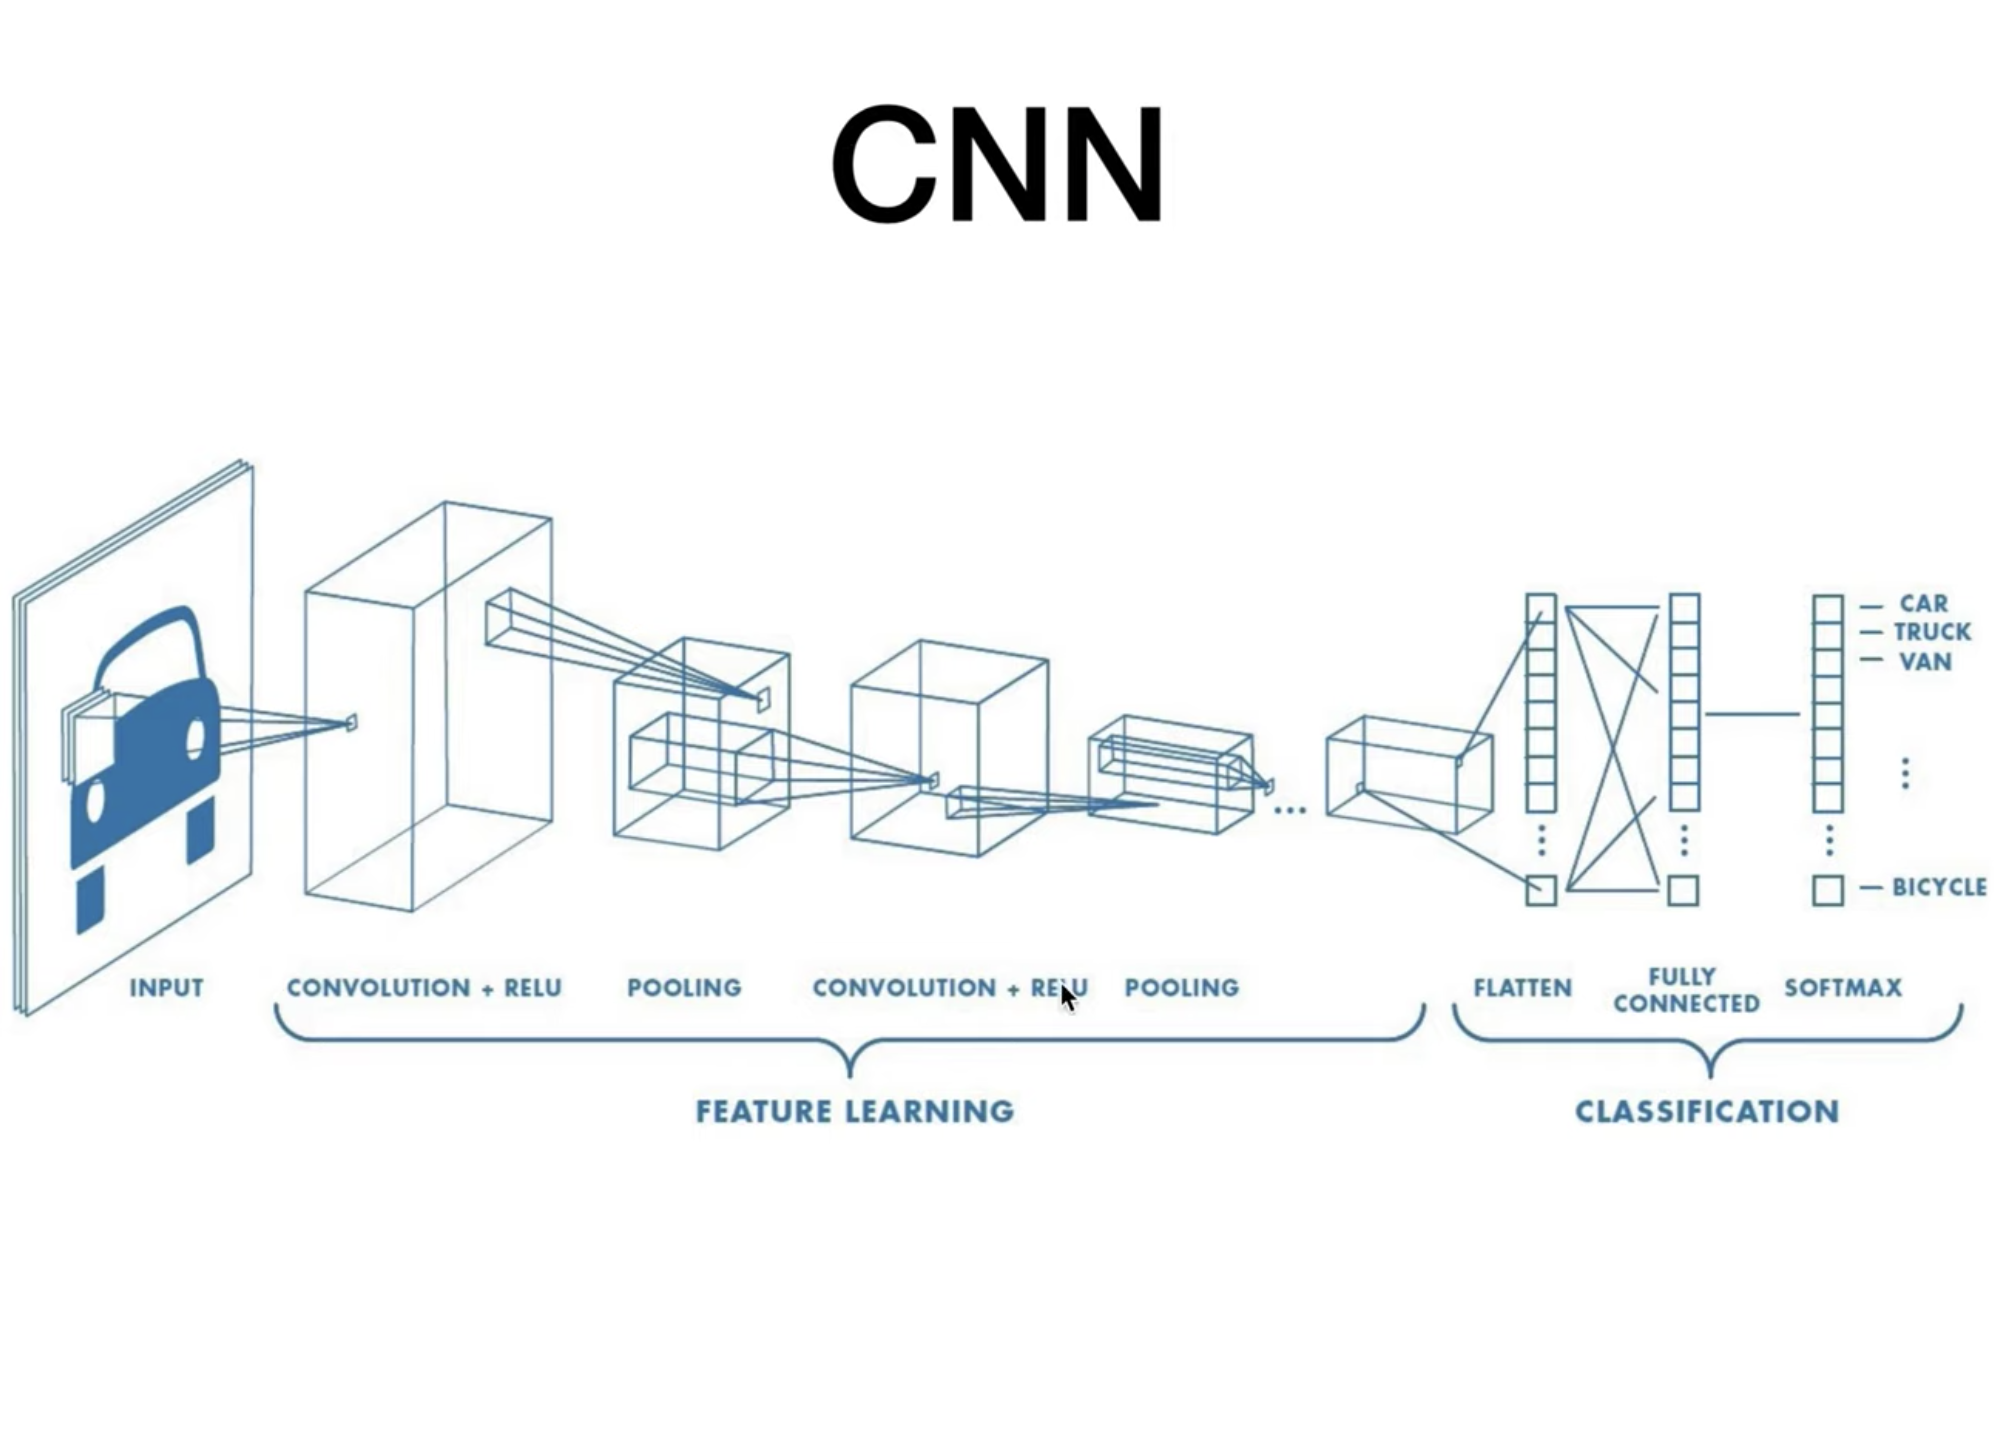 CNN
CAR
TRUCK
VAN
BICYCLE
INPUT
CONVOLUTION + RELU
POOLING
CONVOLUTION + RELU
POOLING
FLATTEN
FULLY
CONNECTED
SOFTMAX
FEATURE LEARNING
CLASSIFICATION